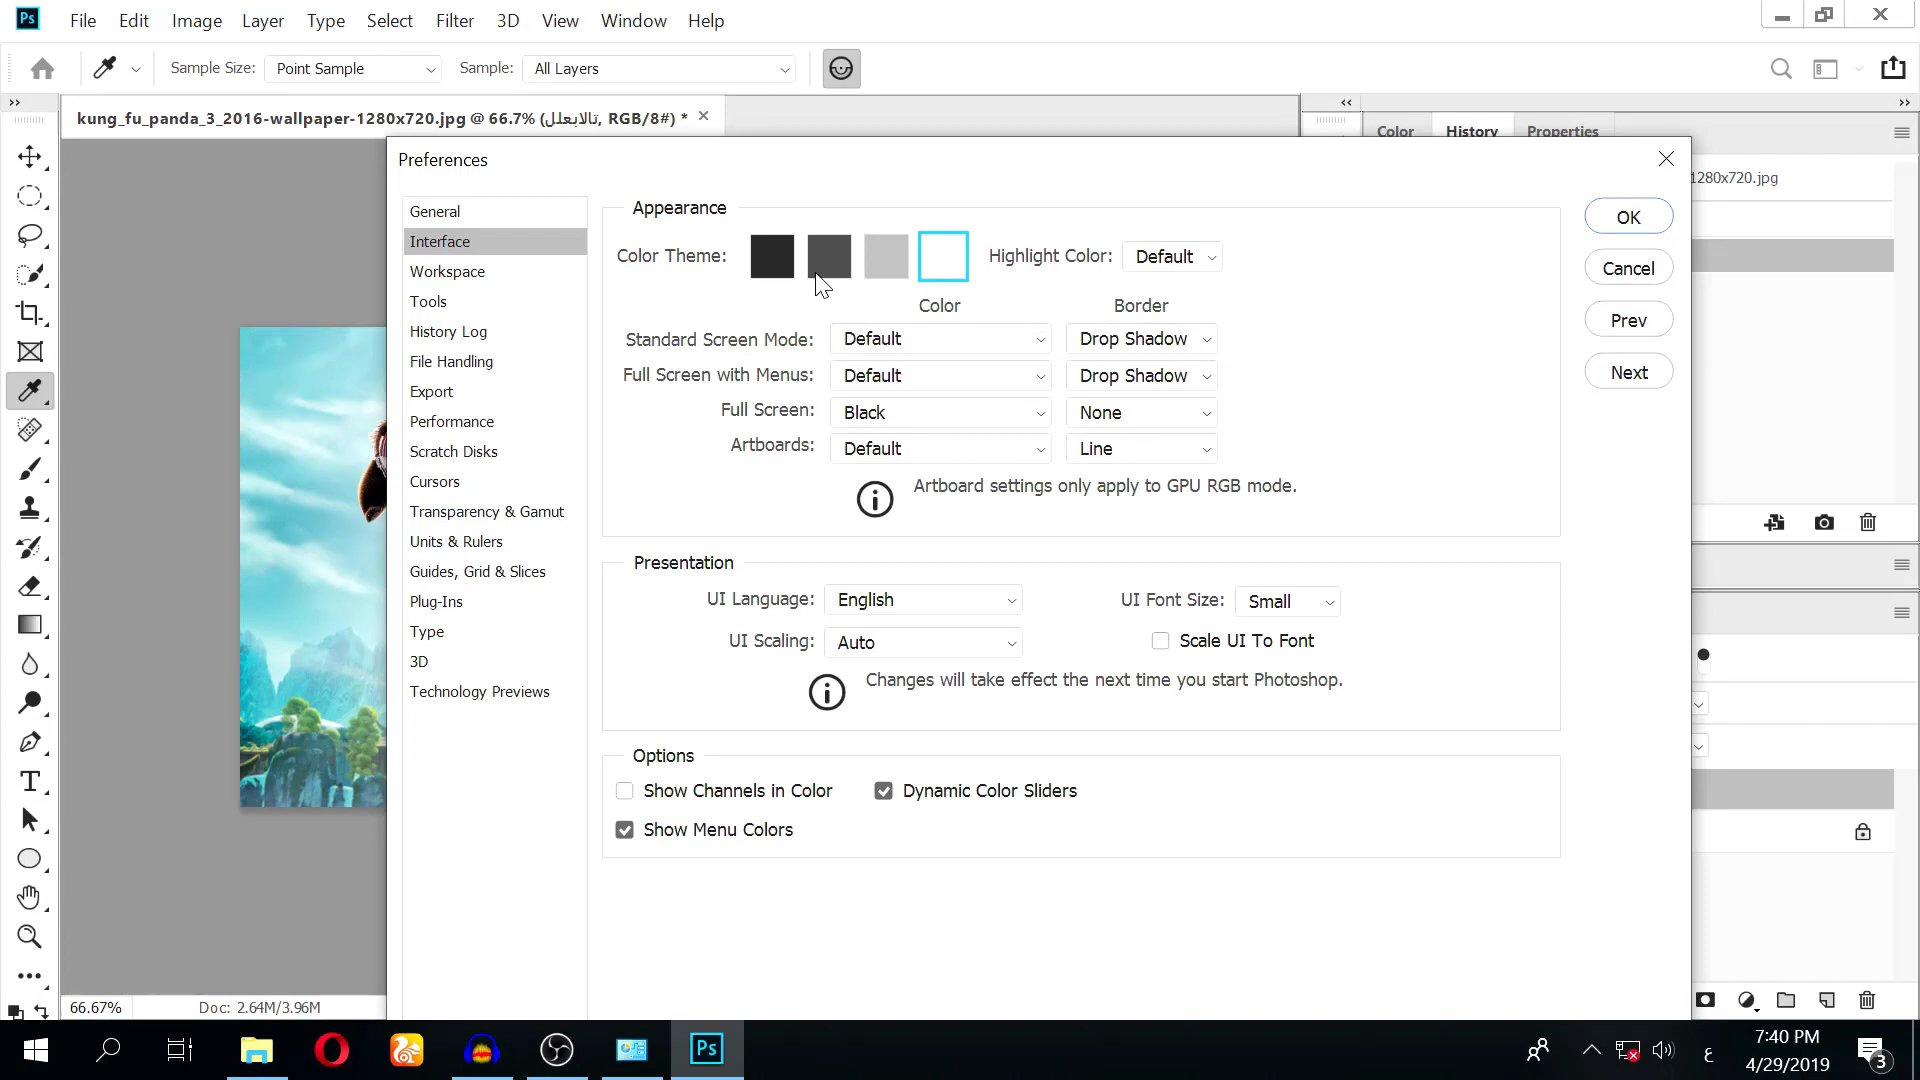 Ps File Edit Image Layer Type Select Filter 3D View Window Help
Sample Size: Point Sample Sample: All Layers
kung_fu_panda_3_2016-wallpaper-1280x720.jpg @ 66.7% (تالابعلل, RGB/8#) *
Color History Properties
1280x720.jpg
Preferences
General
Interface
Workspace
Tools
History Log
File Handling
Export
Performance
Scratch Disks
Cursors
Transparency & Gamut
Units & Rulers
Guides, Grid & Slices
Plug-Ins
Type
3D
Technology Previews
Appearance
Color Theme: Highlight Color: Default
Color Border
Standard Screen Mode: Default Drop Shadow
Full Screen with Menus: Default Drop Shadow
Full Screen: Black None
Artboards: Default Line
Artboard settings only apply to GPU RGB mode.
Presentation
UI Language: English UI Font Size: Small
UI Scaling: Auto Scale UI To Font
Changes will take effect the next time you start Photoshop.
Options
Show Channels in Color Dynamic Color Sliders
Show Menu Colors
OK
Cancel
Prev
Next
66.67% Doc: 2.64M/3.96M
Ps
ع
7:40 PM
4/29/2019
3